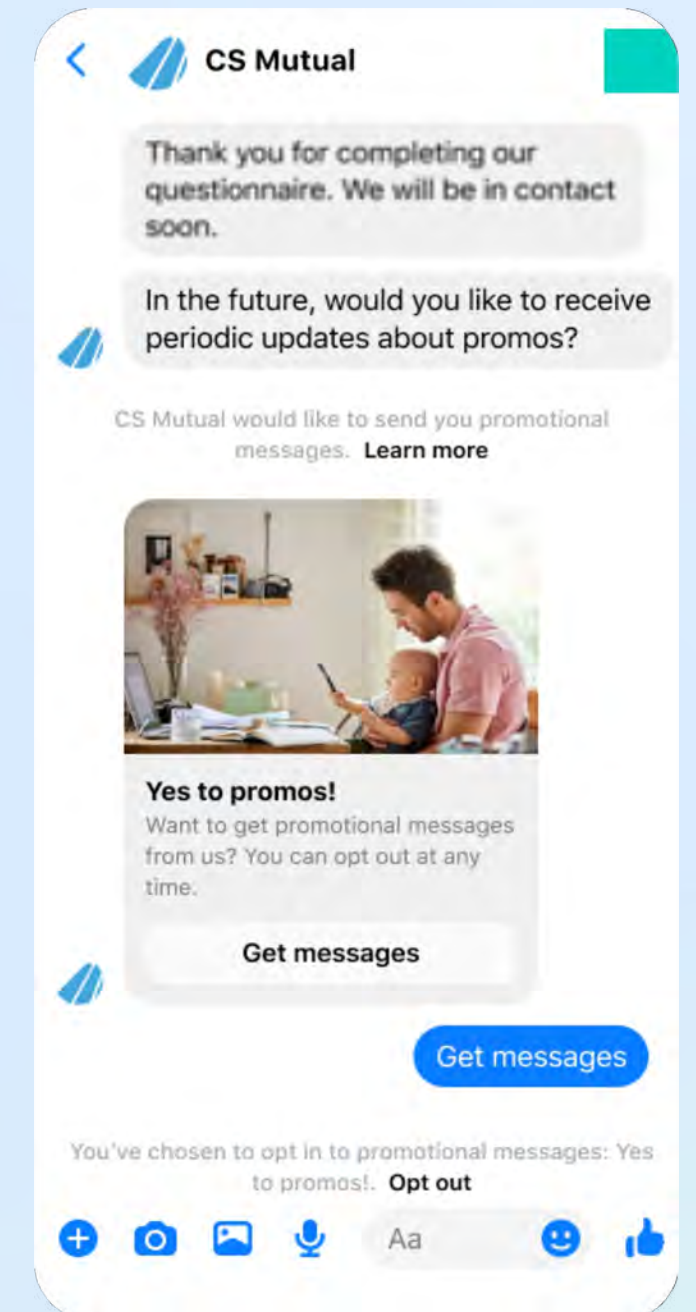 CS Mutual
Thank you for completing our
questionnaire. We will be in contact
soon.
In the future, would you like to receive
periodic updates about promos?
CS Mutual would like to send you promotional
messages. Learn more
Yes to promos!
Want to get promotional messages
from us? You can opt out at any
time.
Get messages
Get messages
You've chosen to opt in to promotional messages: Yes
to promos!. Opt out
Aa